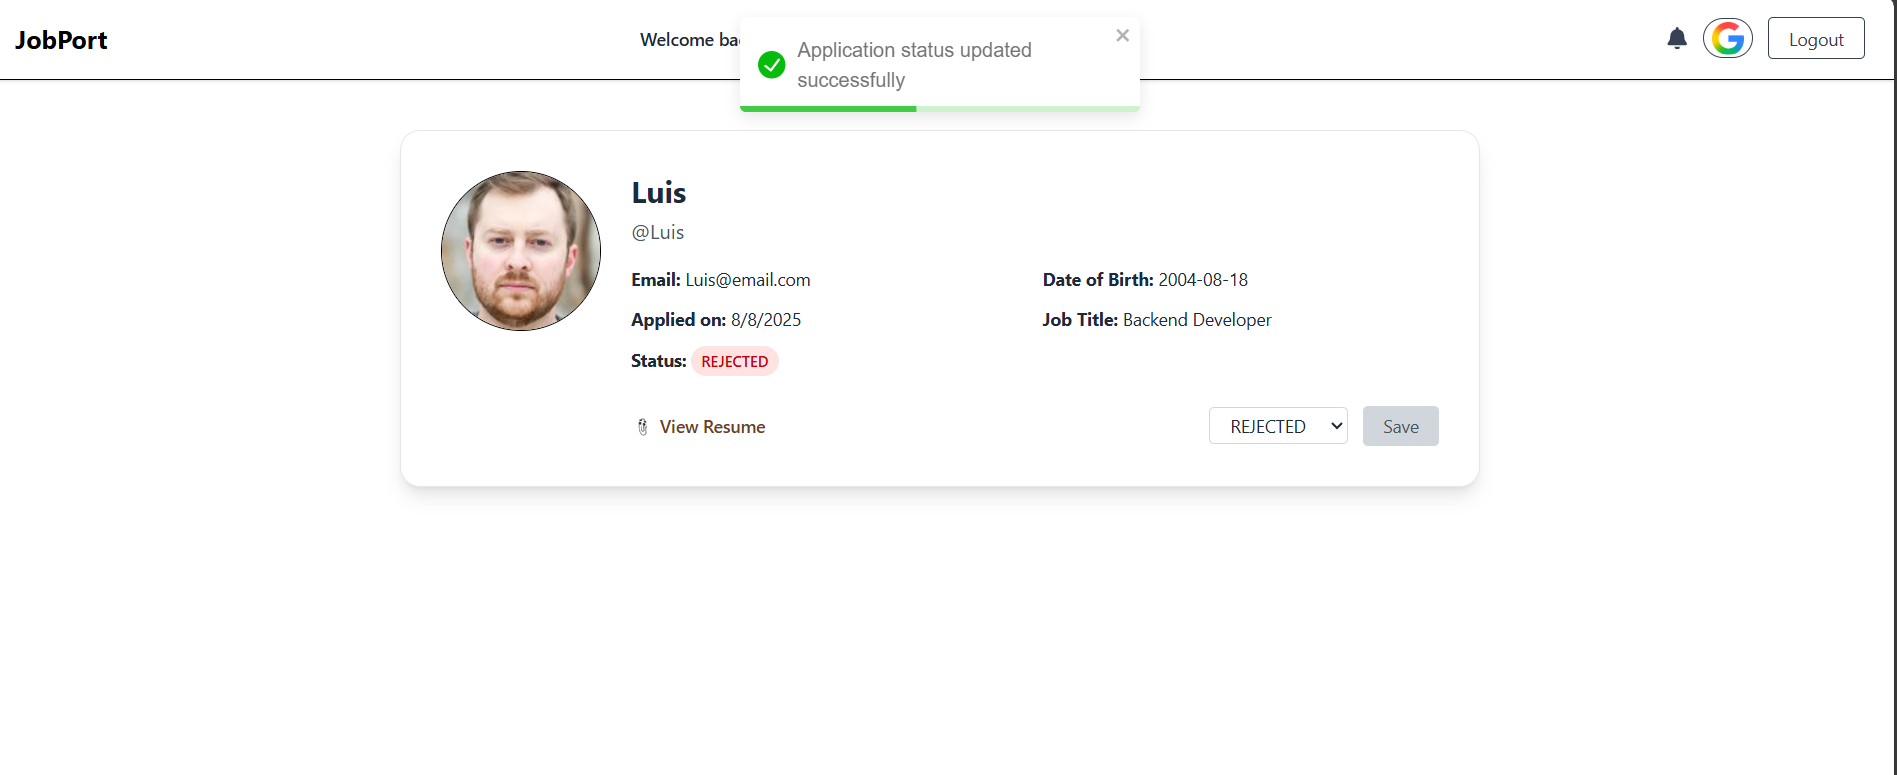 JobPort
Welcome
Application status updated
successfully
Logout
Luis
@Luis
Email: Luis@email.com
Date of Birth: 2004-08-18
Applied on: 8/8/2025
Job Title: Backend Developer
Status: REJECTED
View Resume
REJECTED
Save